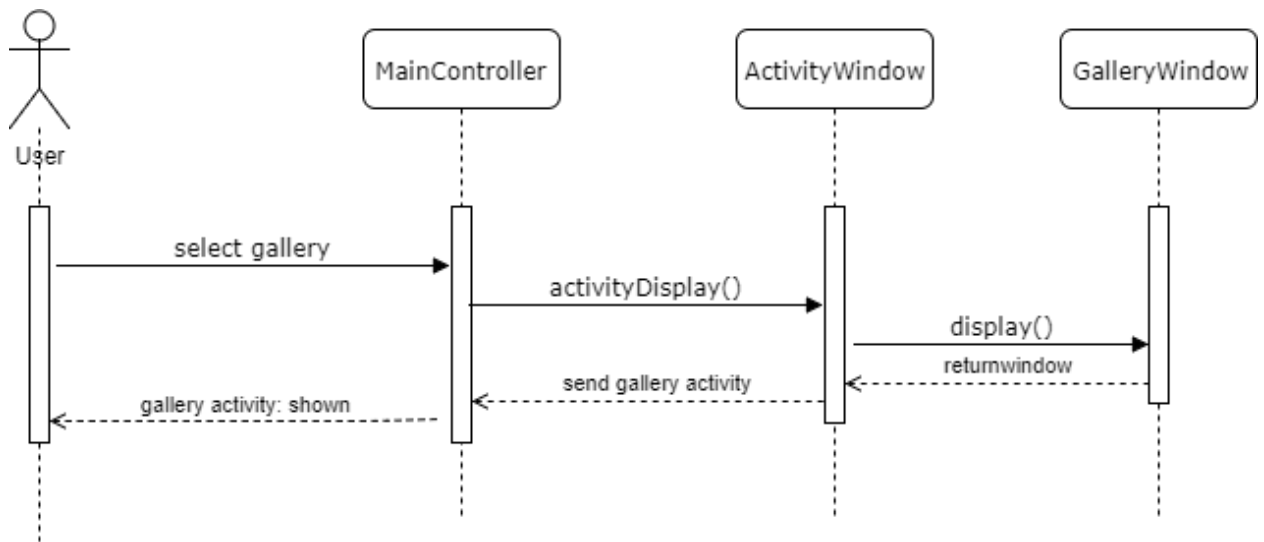 MainController
ActivityWindow
GalleryWindow
User
select gallery
activityDisplay()
display()
returnwindow
send gallery activity
gallery activity: shown